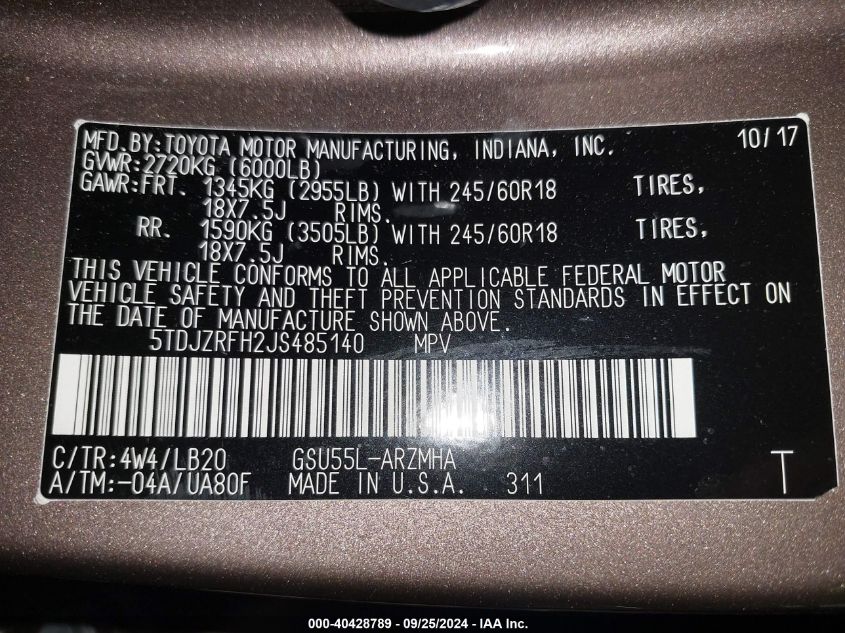 MFD.BY:TOYOTA MOTOR MANUFACTURING, INDIANA, INC. 10/17
GVWR:2720KG (6000LB)
GAWR:FRT. 1345KG (2955LB) WITH 245/60R18 TIRES,
18X7.5J RIMS.
RR. 1590KG (3505LB) WITH 245/60R18 TIRES,
18X7.5J RIMS.
THIS VEHICLE CONFORMS TO ALL APPLICABLE FEDERAL MOTOR
VEHICLE SAFETY AND THEFT PREVENTION STANDARDS IN EFFECT ON
THE DATE OF MANUFACTURE SHOWN ABOVE.
5TDJZRFH2JS485140 MPV
C/TR:4W4/LB20 GSU55L-ARZMHA
A/TM:-04A/UA80F MADE IN U.S.A. 311 T
000-40428789 - 09/25/2024 - IAA Inc.